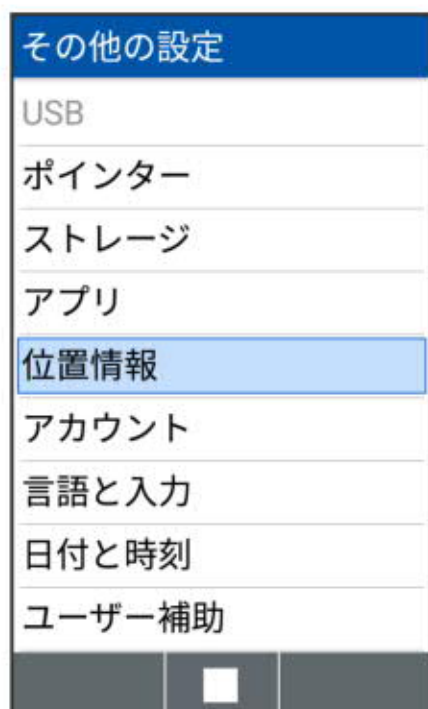 その他の設定
USB
ポインター
ストレージ
アプリ
位置情報
アカウント
言語と入力
日付と時刻
ユーザー補助